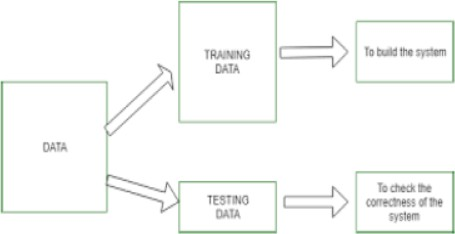 TRAINING
DATA
To build the system
DATA
TESTING
DATA
To check the
correctness of the
system